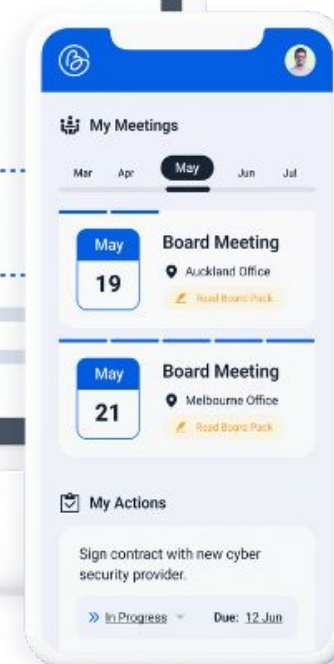 My Meetings
Mar Apr May Jun Jul
May
19
Board Meeting
Auckland Office
Read Board Pack
May
21
Board Meeting
Melbourne Office
Read Board Pack
My Actions
Sign contract with new cyber
security provider.
In Progress Due: 12 Jun